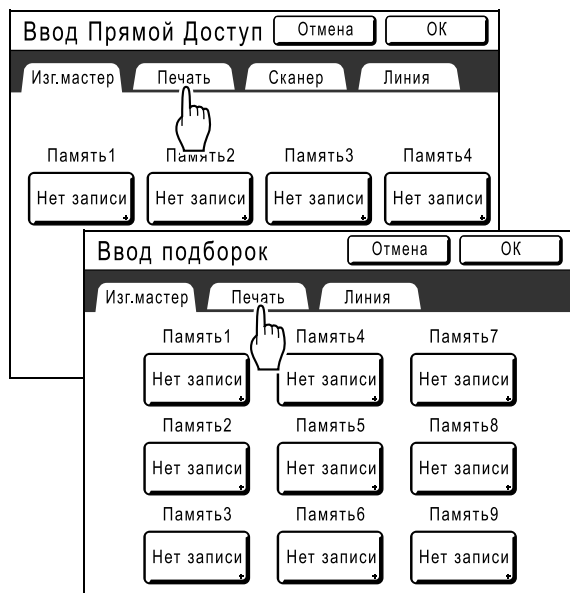 Ввод Прямой Доступ Отмена ОК
Изг.мастер Печать Сканер Линия
Память1 Память2 Память3 Память4
Нет записи Нет записи Нет записи Нет записи
Ввод подборок Отмена ОК
Изг.мастер Печать Линия
Память1 Память4 Память7
Нет записи Нет записи Нет записи
Память2 Память5 Память8
Нет записи Нет записи Нет записи
Память3 Память6 Память9
Нет записи Нет записи Нет записи